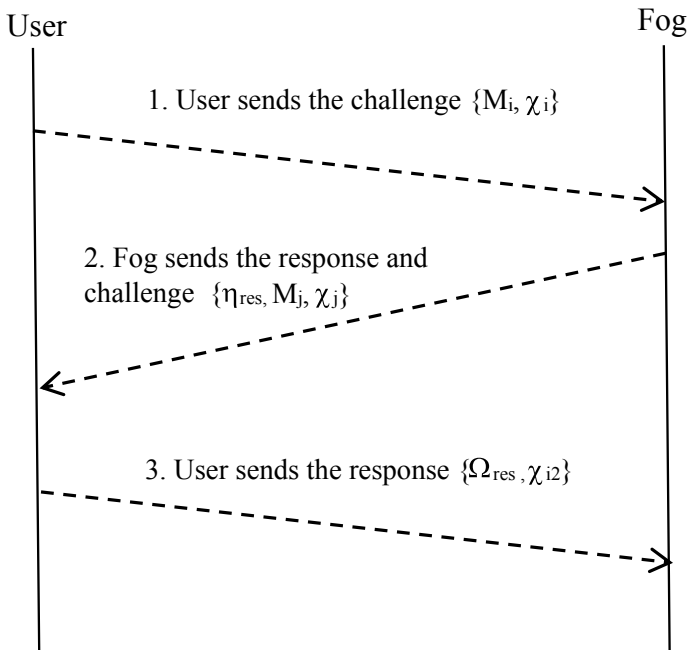 User
Fog
1. User sends the challenge {Mᵢ, χᵢ}
2. Fog sends the response and
challenge {ηres, Mⱼ, χⱼ}
3. User sends the response {Ωres , χi2}